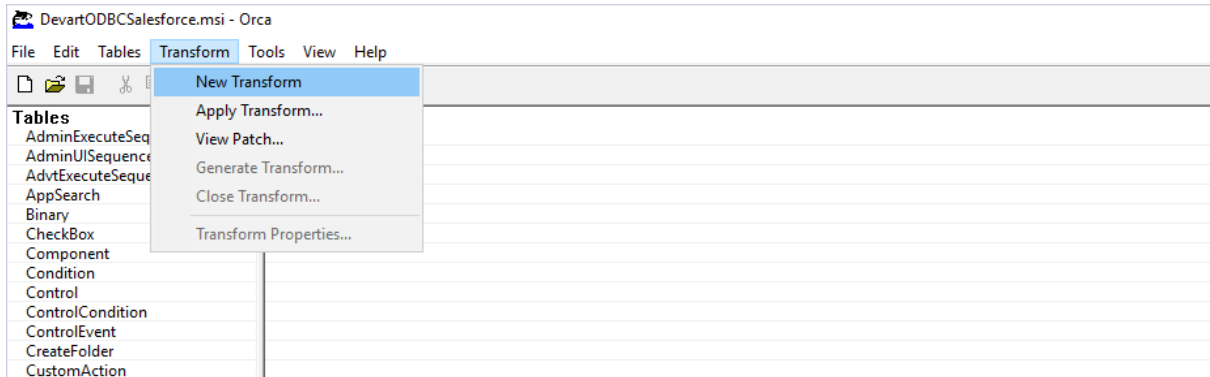 DevartODBCSalesforce.msi - Orca
File Edit Tables Transform Tools View Help
New Transform
Apply Transform...
View Patch...
Generate Transform...
Close Transform...
Transform Properties...
Tables
AdminExecuteSeq
AdminUISequence
AdvtExecuteSeque
AppSearch
Binary
CheckBox
Component
Condition
Control
ControlCondition
ControlEvent
CreateFolder
CustomAction